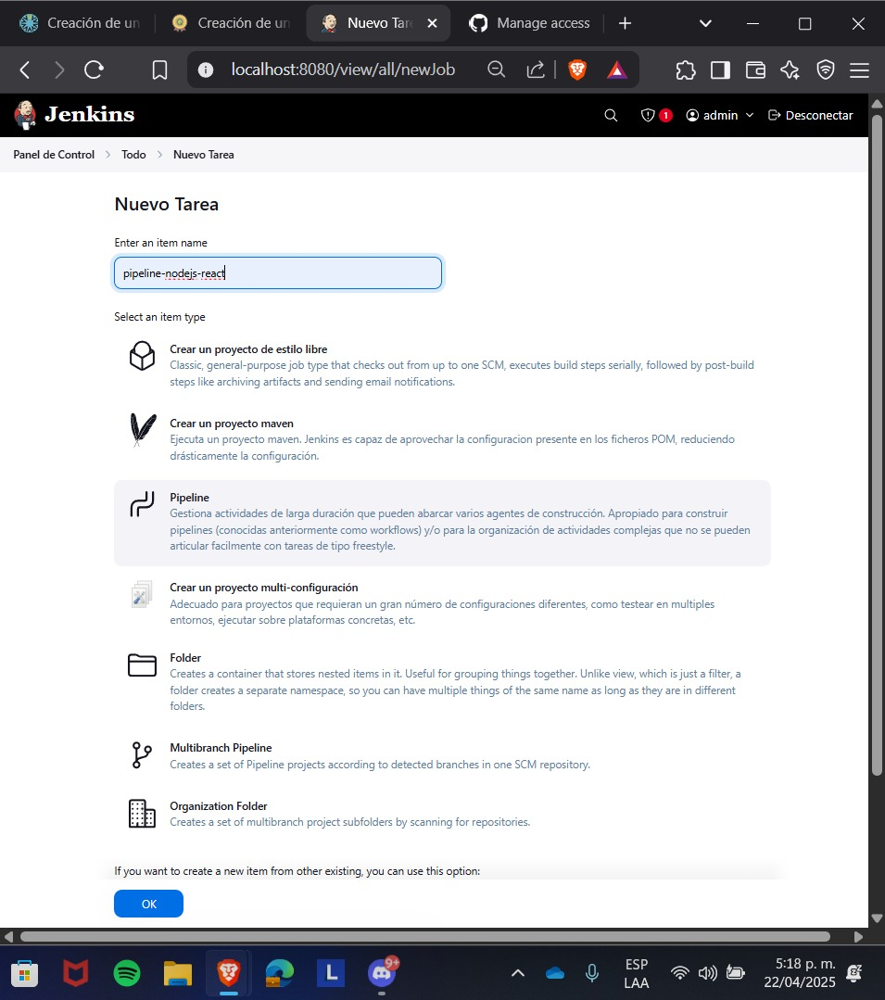 Creación de un
Creación de un
Nuevo Tar
Manage access
localhost:8080/view/all/newJob
Jenkins
1
admin
Desconectar
Panel de Control
Todo
Nuevo Tarea
Nuevo Tarea
Enter an item name
pipeline-nodejs-react
Select an item type
Crear un proyecto de estilo libre
Classic, general-purpose job type that checks out from up to one SCM, executes build steps serially, followed by post-build
steps like archiving artifacts and sending email notifications.
Crear un proyecto maven
Ejecuta un proyecto maven. Jenkins es capaz de aprovechar la configuracion presente en los ficheros POM, reduciendo
drásticamente la configuración.
Pipeline
Gestiona actividades de larga duración que pueden abarcar varios agentes de construcción. Apropiado para construir
pipelines (conocidas anteriormente como workflows) y/o para la organización de actividades complejas que no se pueden
articular facilmente con tareas de tipo freestyle.
Crear un proyecto multi-configuración
Adecuado para proyectos que requieran un gran número de configuraciones diferentes, como testear en multiples
entornos, ejecutar sobre plataformas concretas, etc.
Folder
Creates a container that stores nested items in it. Useful for grouping things together. Unlike view, which is just a filter, a
folder creates a separate namespace, so you can have multiple things of the same name as long as they are in different
folders.
Multibranch Pipeline
Creates a set of Pipeline projects according to detected branches in one SCM repository.
Organization Folder
Creates a set of multibranch project subfolders by scanning for repositories.
If you want to create a new item from other existing, you can use this option:
OK
L
9+
ESP
LAA
5:18 p. m.
22/04/2025